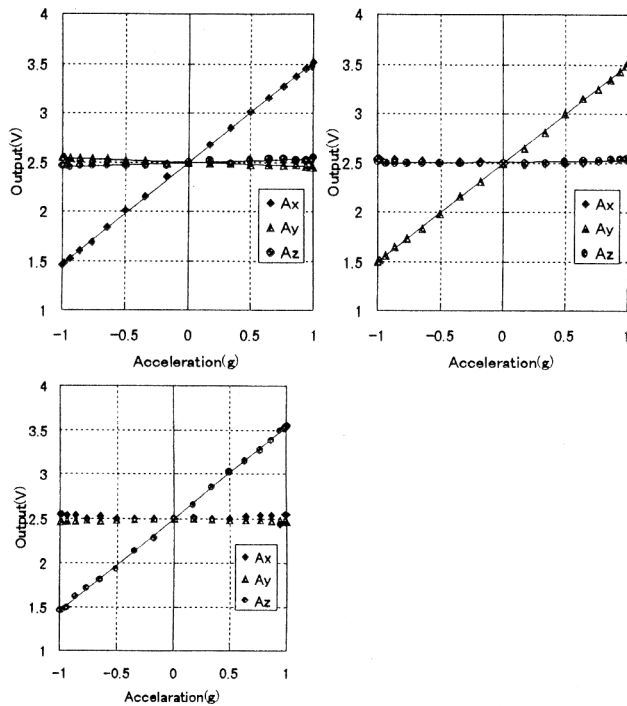 4
3.5
3
2.5
2
1.5
1
Output(V)
-1 -0.5 0 0.5 1
Acceleration(g)
Ax
Ay
Az
4
3.5
3
2.5
2
1.5
1
Output(V)
-1 -0.5 0 0.5 1
Acceleration(g)
Ax
Ay
Az
4
3.5
3
2.5
2
1.5
1
Output(V)
-1 -0.5 0 0.5 1
Accelaration(g)
Ax
Ay
Az